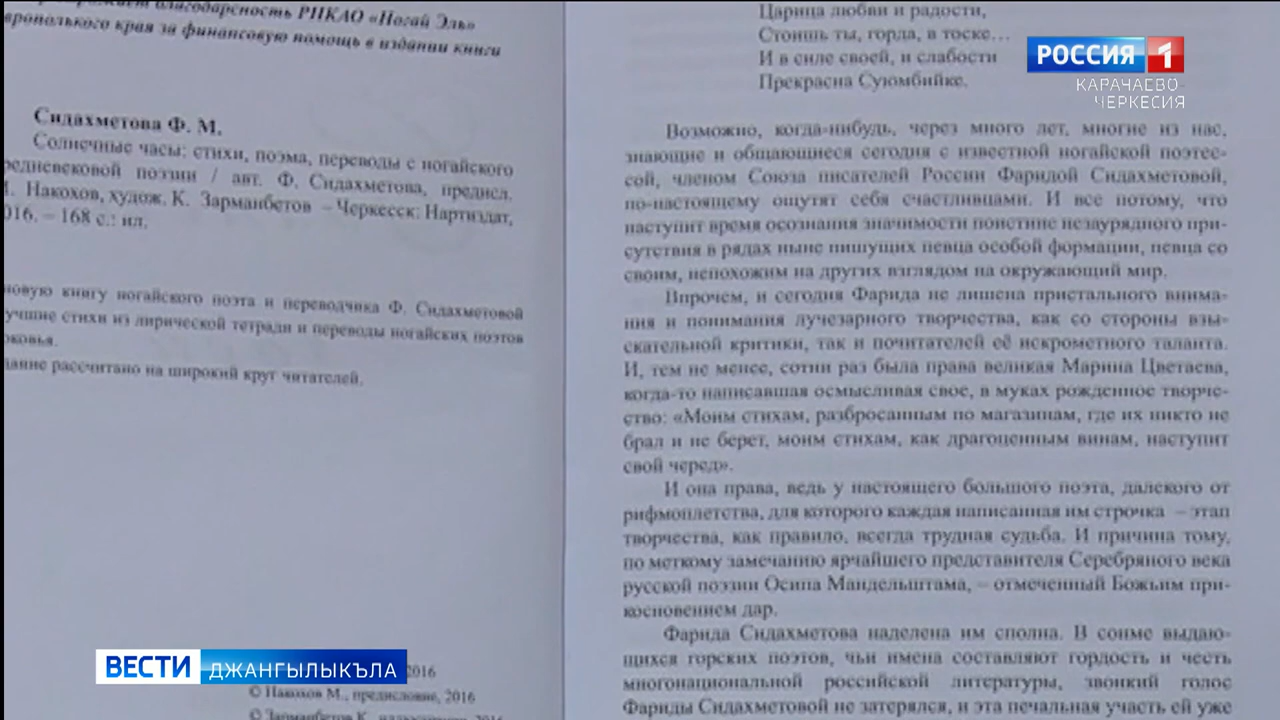 благодарность РНКАО «Ногай Эль»
вропольского края за финансовую помощь в издании книги
Сидахметова Ф. М.
Солнечные часы: стихи, поэма, переводы с ногайского
редневековой поэзии / авт. Ф. Сидахметова, предисл.
Накохов, худож. К. Зарманбетов – Черкесск: Нартиздат,
016. – 168 с.: ил.
новую книгу ногайского поэта и переводчика Ф. Сидахметовой
учшие стихи из лирической тетради и переводы ногайских поэтов
ковья.
дание рассчитано на широкий круг читателей.
2016
© Накохов М., предисловие, 2016
© Зарманбетов К.
Царица любви и радости,
Стоишь ты, горда, в тоске…
И в силе своей, и слабости
Прекрасна Суюмбийке.
Возможно, когда-нибудь, через много лет, многие из нас,
знающие и общающиеся сегодня с известной ногайской поэтес-
сой, членом Союза писателей России Фаридой Сидахметовой,
по-настоящему ощутят себя счастливцами. И все потому, что
наступит время осознания значимости поистине незаурядного при-
сутствия в рядах ныне пишущих певца особой формации, певца со
своим, непохожим на других взглядом на окружающий мир.
Впрочем, и сегодня Фарида не лишена пристального внима-
ния и понимания лучезарного творчества, как со стороны взы-
скательной критики, так и почитателей её искрометного таланта.
И, тем не менее, сотни раз была права великая Марина Цветаева,
когда-то написавшая осмысливая свое, в муках рожденное творче-
ство: «Моим стихам, разбросанным по магазинам, где их никто не
брал и не берет, моим стихам, как драгоценным винам, наступит
свой черед».
И она права, ведь у настоящего большого поэта, далекого от
рифмоплетства, для которого каждая написанная им строчка – этап
творчества, как правило, всегда трудная судьба. И причина тому,
по меткому замечанию ярчайшего представителя Серебряного века
русской поэзии Осипа Мандельштама, – отмеченный Божьим при-
косновением дар.
Фарида Сидахметова наделена им сполна. В сонме выдаю-
щихся горских поэтов, чьи имена составляют гордость и честь
многонациональной российской литературы, звонкий голос
Фариды Сидахметовой не затерялся, и эта печальная участь ей уже
РОССИЯ 1
КАРАЧАЕВО
ЧЕРКЕСИЯ
ВЕСТИ ДЖАНГЫЛЫКЪЛА